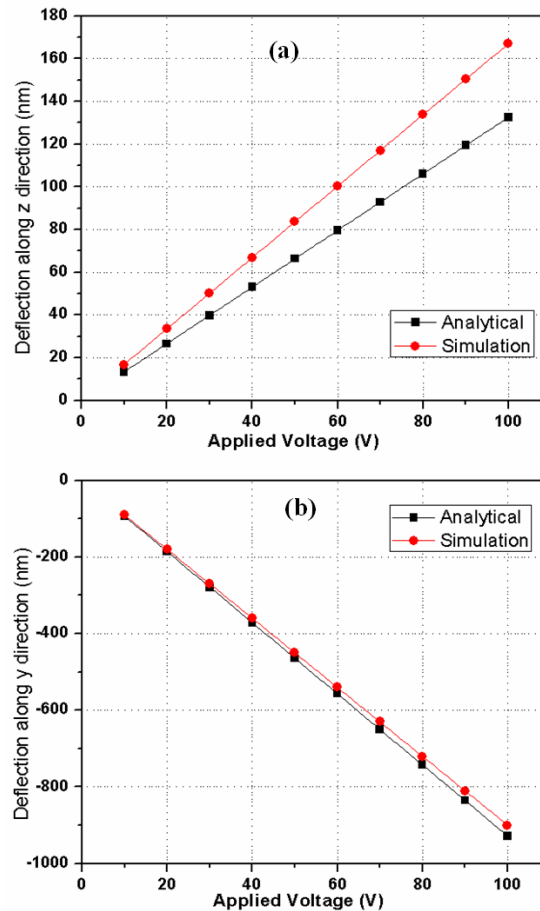 180
160
140
120
100
80
60
40
20
0
Deflection along z direction (nm)
(a)
Analytical
Simulation
0 20 40 60 80 100
Applied Voltage (V)
0
-200
-400
-600
-800
-1000
Deflection along y direction (nm)
(b)
Analytical
Simulation
0 20 40 60 80 100
Applied Voltage (V)